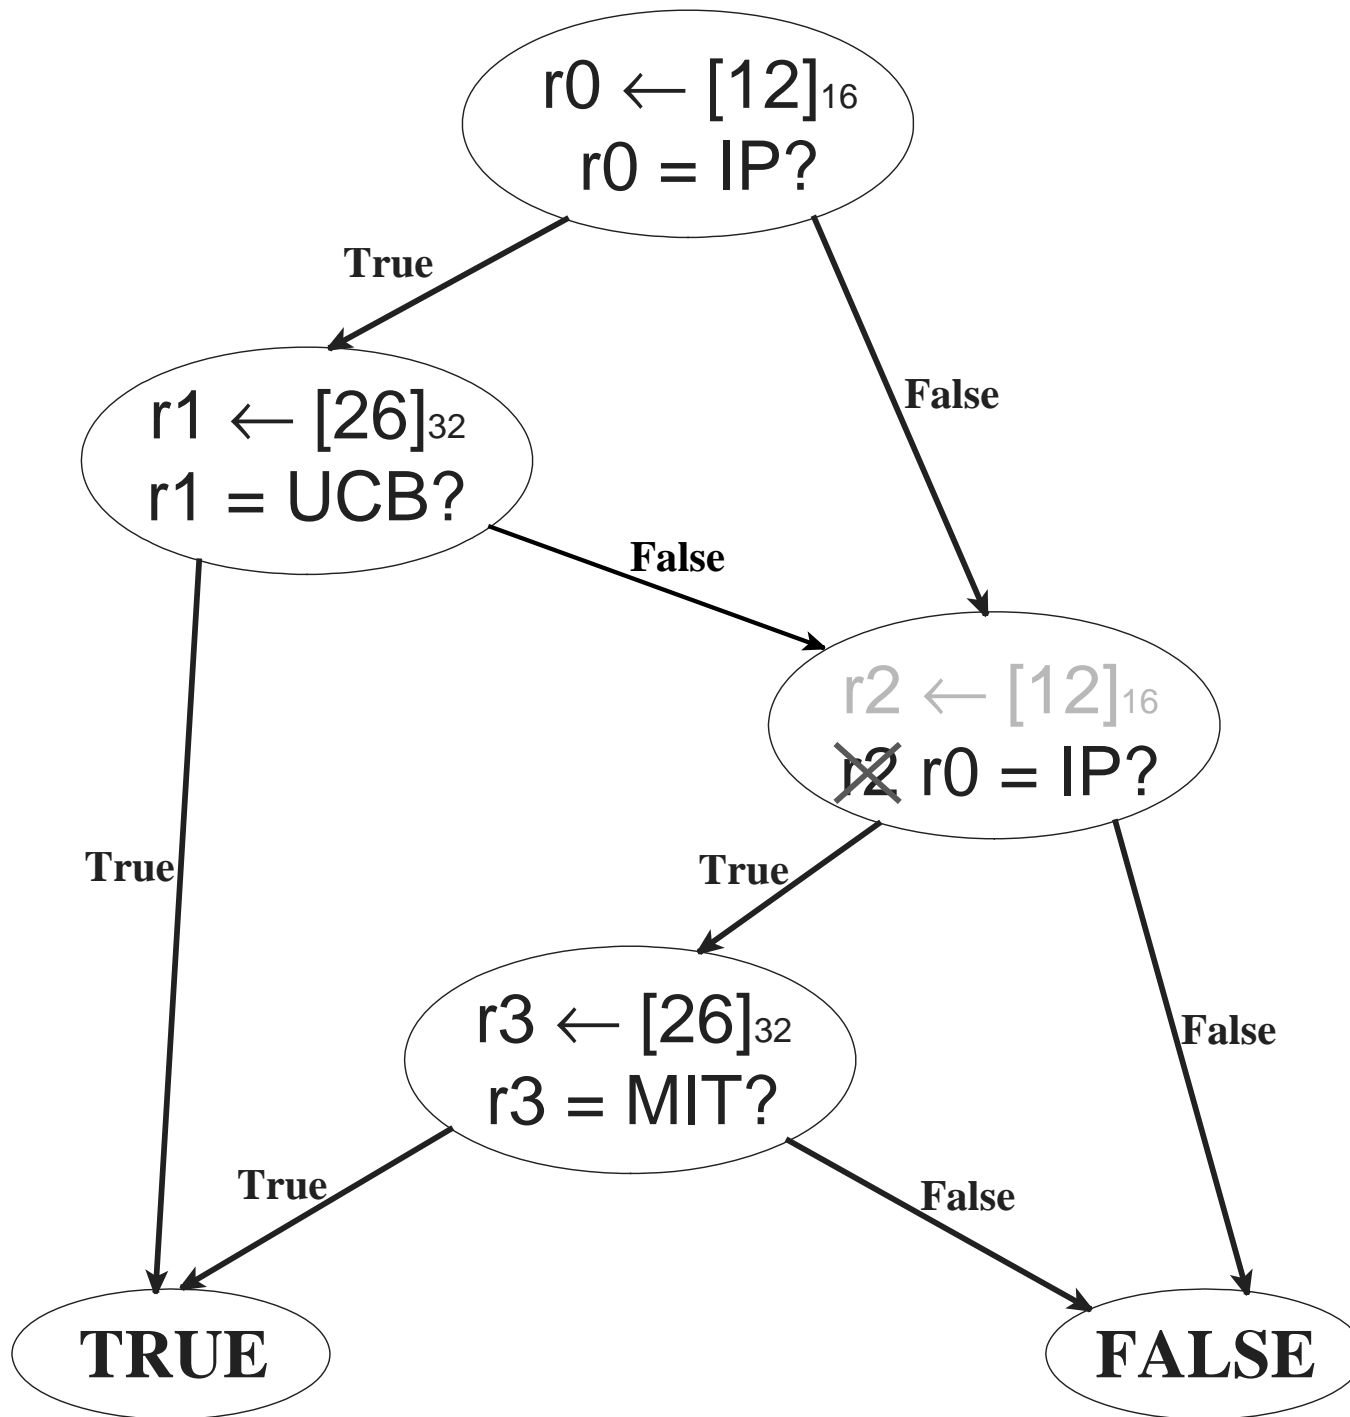 r0 ← [12]16
r0 = IP?
True
False
r1 ← [26]32
r1 = UCB?
False
r2 ← [12]16
r2 r0 = IP?
True
True
r3 ← [26]32
r3 = MIT?
False
True
False
TRUE
FALSE